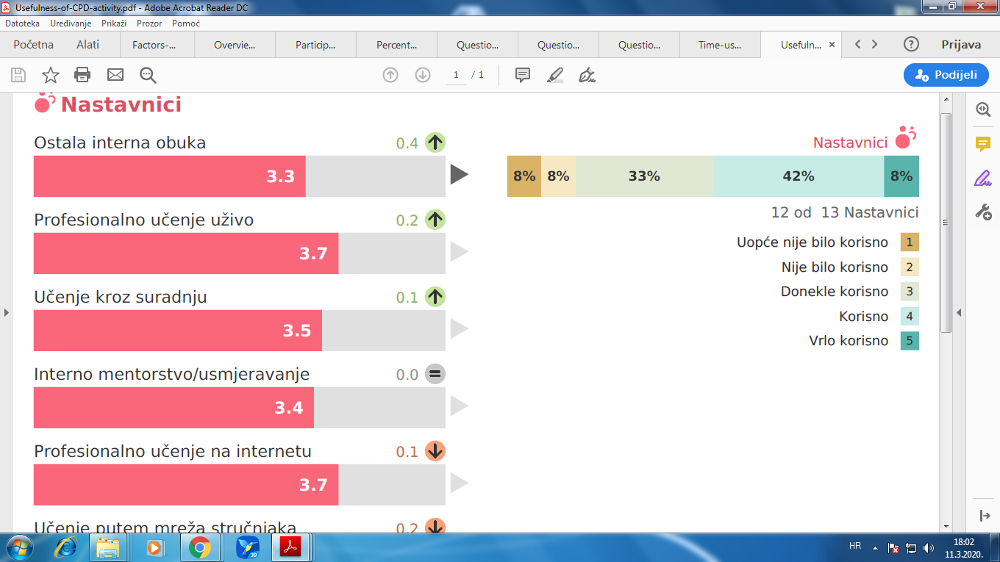 Usefulness-of-CPD-activity.pdf - Adobe Acrobat Reader DC
Datoteka Uređivanje Prikaži Prozor Pomoć
Početna Alati Factors-... Overvie... Particip... Percent... Questio... Questio... Questio... Time-us... Usefuln... × ? Prijava
1 / 1 Podijeli
Nastavnici
Ostala interna obuka 0.4
3.3
Profesionalno učenje uživo 0.2
3.7
Učenje kroz suradnju 0.1
3.5
Interno mentorstvo/usmjeravanje 0.0 =
3.4
Profesionalno učenje na internetu 0.1
3.7
Učenje putem mreža stručnjaka 0.2
Nastavnici
8% 8% 33% 42% 8%
12 od 13 Nastavnici
Uopće nije bilo korisno 1
Nije bilo korisno 2
Donekle korisno 3
Korisno 4
Vrlo korisno 5
3D
HR 18:02
11.3.2020.